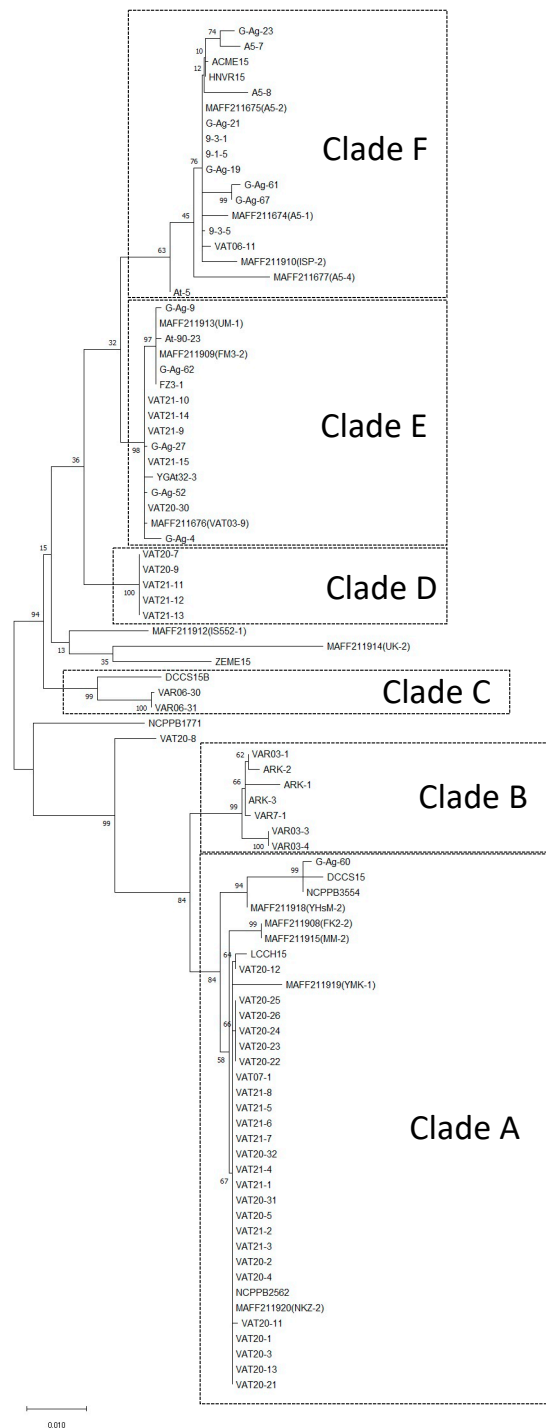 G-Ag-23
74
A5-7
10
ACME15
12
HNVR15
A5-8
MAFF211675(A5-2)
G-Ag-21
9-3-1
9-1-5
Clade F
76
G-Ag-19
G-Ag-61
99
G-Ag-67
45
MAFF211674(A5-1)
9-3-5
VAT06-11
63
MAFF211910(ISP-2)
MAFF211677(A5-4)
At-5
G-Ag-9
MAFF211913(UM-1)
97
At-90-23
32
MAFF211909(FM3-2)
G-Ag-62
FZ3-1
VAT21-10
VAT21-14
VAT21-9
Clade E
98
G-Ag-27
VAT21-15
36
YGAt32-3
G-Ag-52
VAT20-30
MAFF211676(VAT03-9)
G-Ag-4
15
VAT20-7
VAT20-9
VAT21-11
100
VAT21-12
VAT21-13
Clade D
94
MAFF211912(IS552-1)
13
MAFF211914(UK-2)
35
ZEME15
DCCS15B
99
VAR06-30
100
VAR06-31
Clade C
NCPPB1771
VAT20-8
99
62
VAR03-1
ARK-2
66
ARK-1
99
ARK-3
VAR7-1
VAR03-3
100
VAR03-4
Clade B
84
G-Ag-60
99
DCCS15
94
NCPPB3554
MAFF211918(YHsM-2)
99
MAFF211908(FK2-2)
MAFF211915(MM-2)
84
64
LCCH15
VAT20-12
MAFF211919(YMK-1)
VAT20-25
VAT20-26
66
VAT20-24
VAT20-23
58
VAT20-22
VAT07-1
VAT21-8
VAT21-5
VAT21-6
Clade A
VAT21-7
VAT20-32
VAT21-4
67
VAT21-1
VAT20-31
VAT20-5
VAT21-2
VAT21-3
VAT20-2
VAT20-4
NCPPB2562
MAFF211920(NKZ-2)
VAT20-11
VAT20-1
VAT20-3
VAT20-13
VAT20-21
0.010